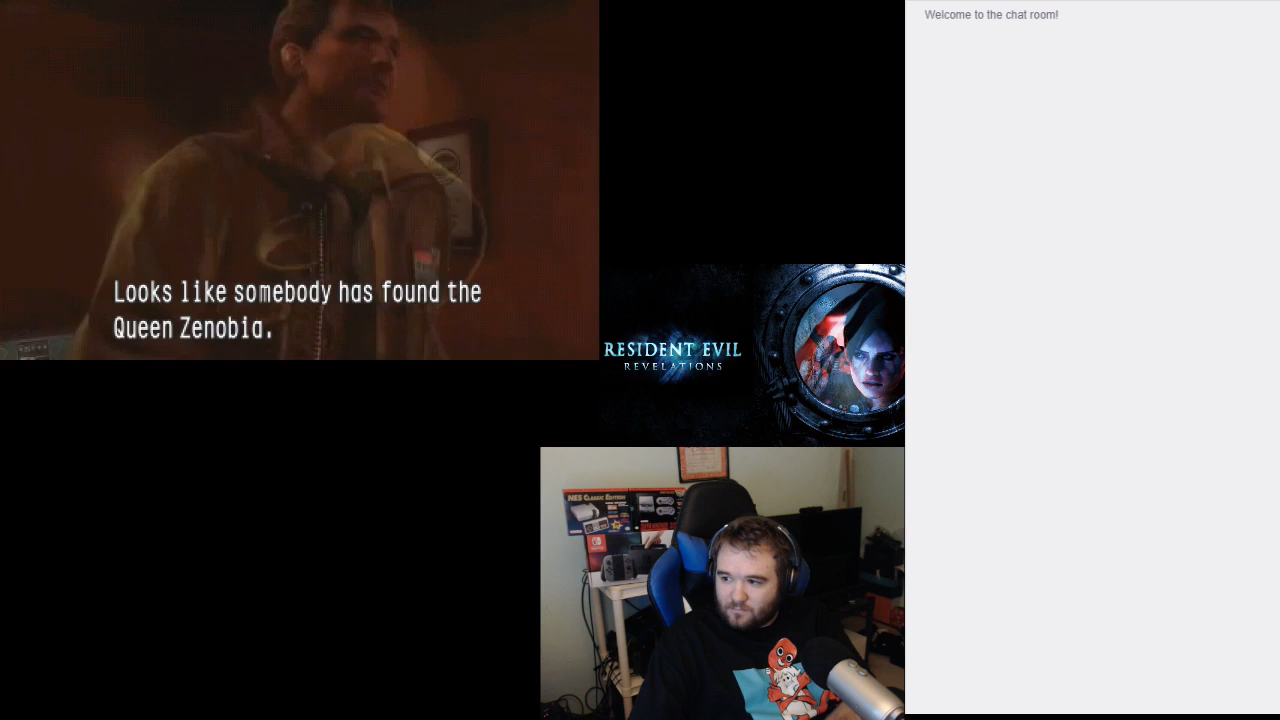 Welcome to the chat room!
Looks like somebody has found the
Queen Zenobia.
RESIDENT EVIL
REVELATIONS
NES CLASSIC EDITION